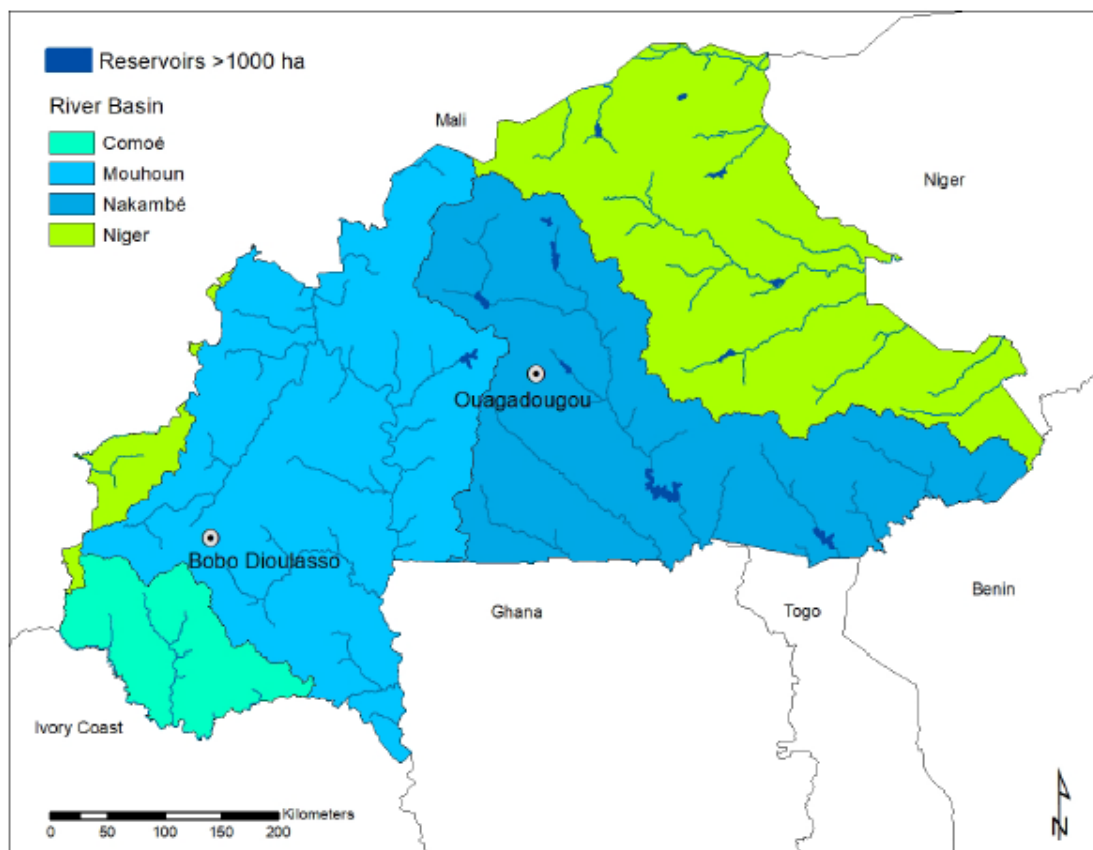 Reservoirs >1000 ha
River Basin
Comoé
Mouhoun
Nakambé
Niger
Mali
Niger
Ouagadougou
Bobo Dioulasso
Ghana
Togo
Benin
Ivory Coast
Kilometers
0 50 100 150 200
N